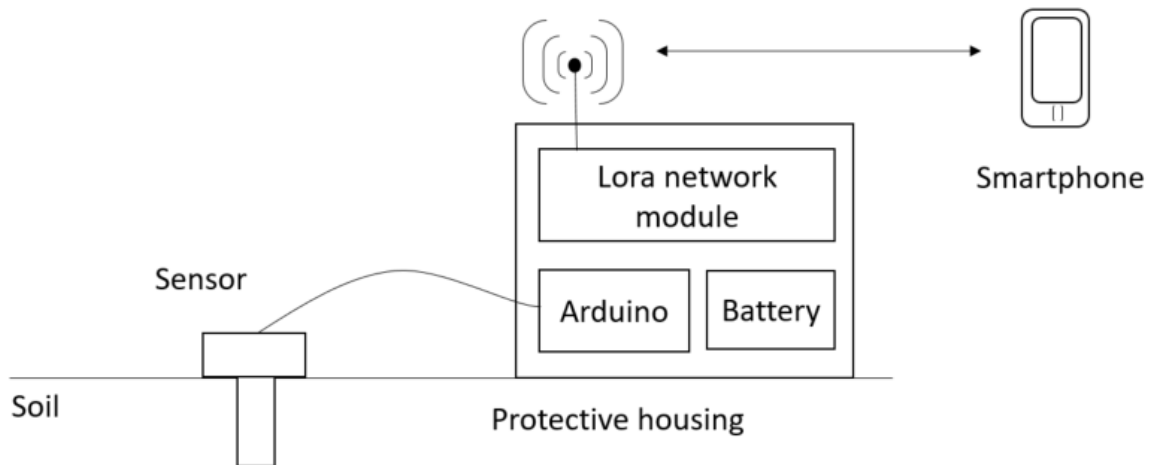 Lora network
module
Smartphone
Sensor
Arduino
Battery
Soil
Protective housing